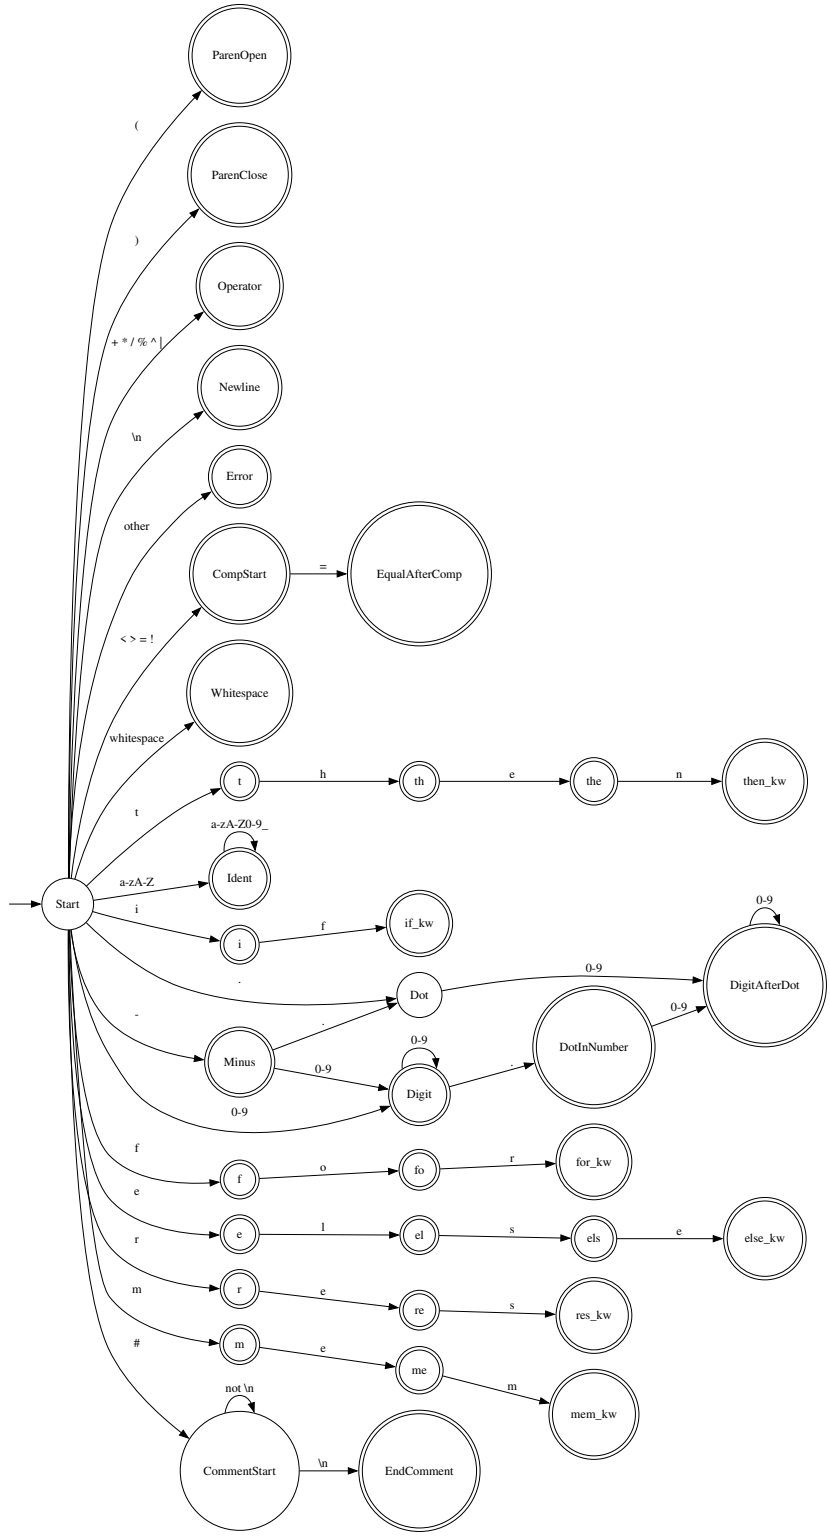 ParenOpen
(
ParenClose
)
Operator
+ * / % ^ |
Newline
\n
Error
other
CompStart
=
EqualAfterComp
< > = !
Whitespace
whitespace
t
t
h
th
e
the
n
then_kw
a-zA-Z0-9_
Ident
a-zA-Z
Start
i
i
f
if_kw
.
Dot
0-9
0-9
DigitAfterDot
-
Minus
.
0-9
0-9
Digit
.
DotInNumber
0-9
0-9
f
f
o
fo
r
for_kw
e
e
l
el
s
els
e
else_kw
r
r
e
re
s
res_kw
m
m
e
me
m
mem_kw
#
not \n
CommentStart
\n
EndComment